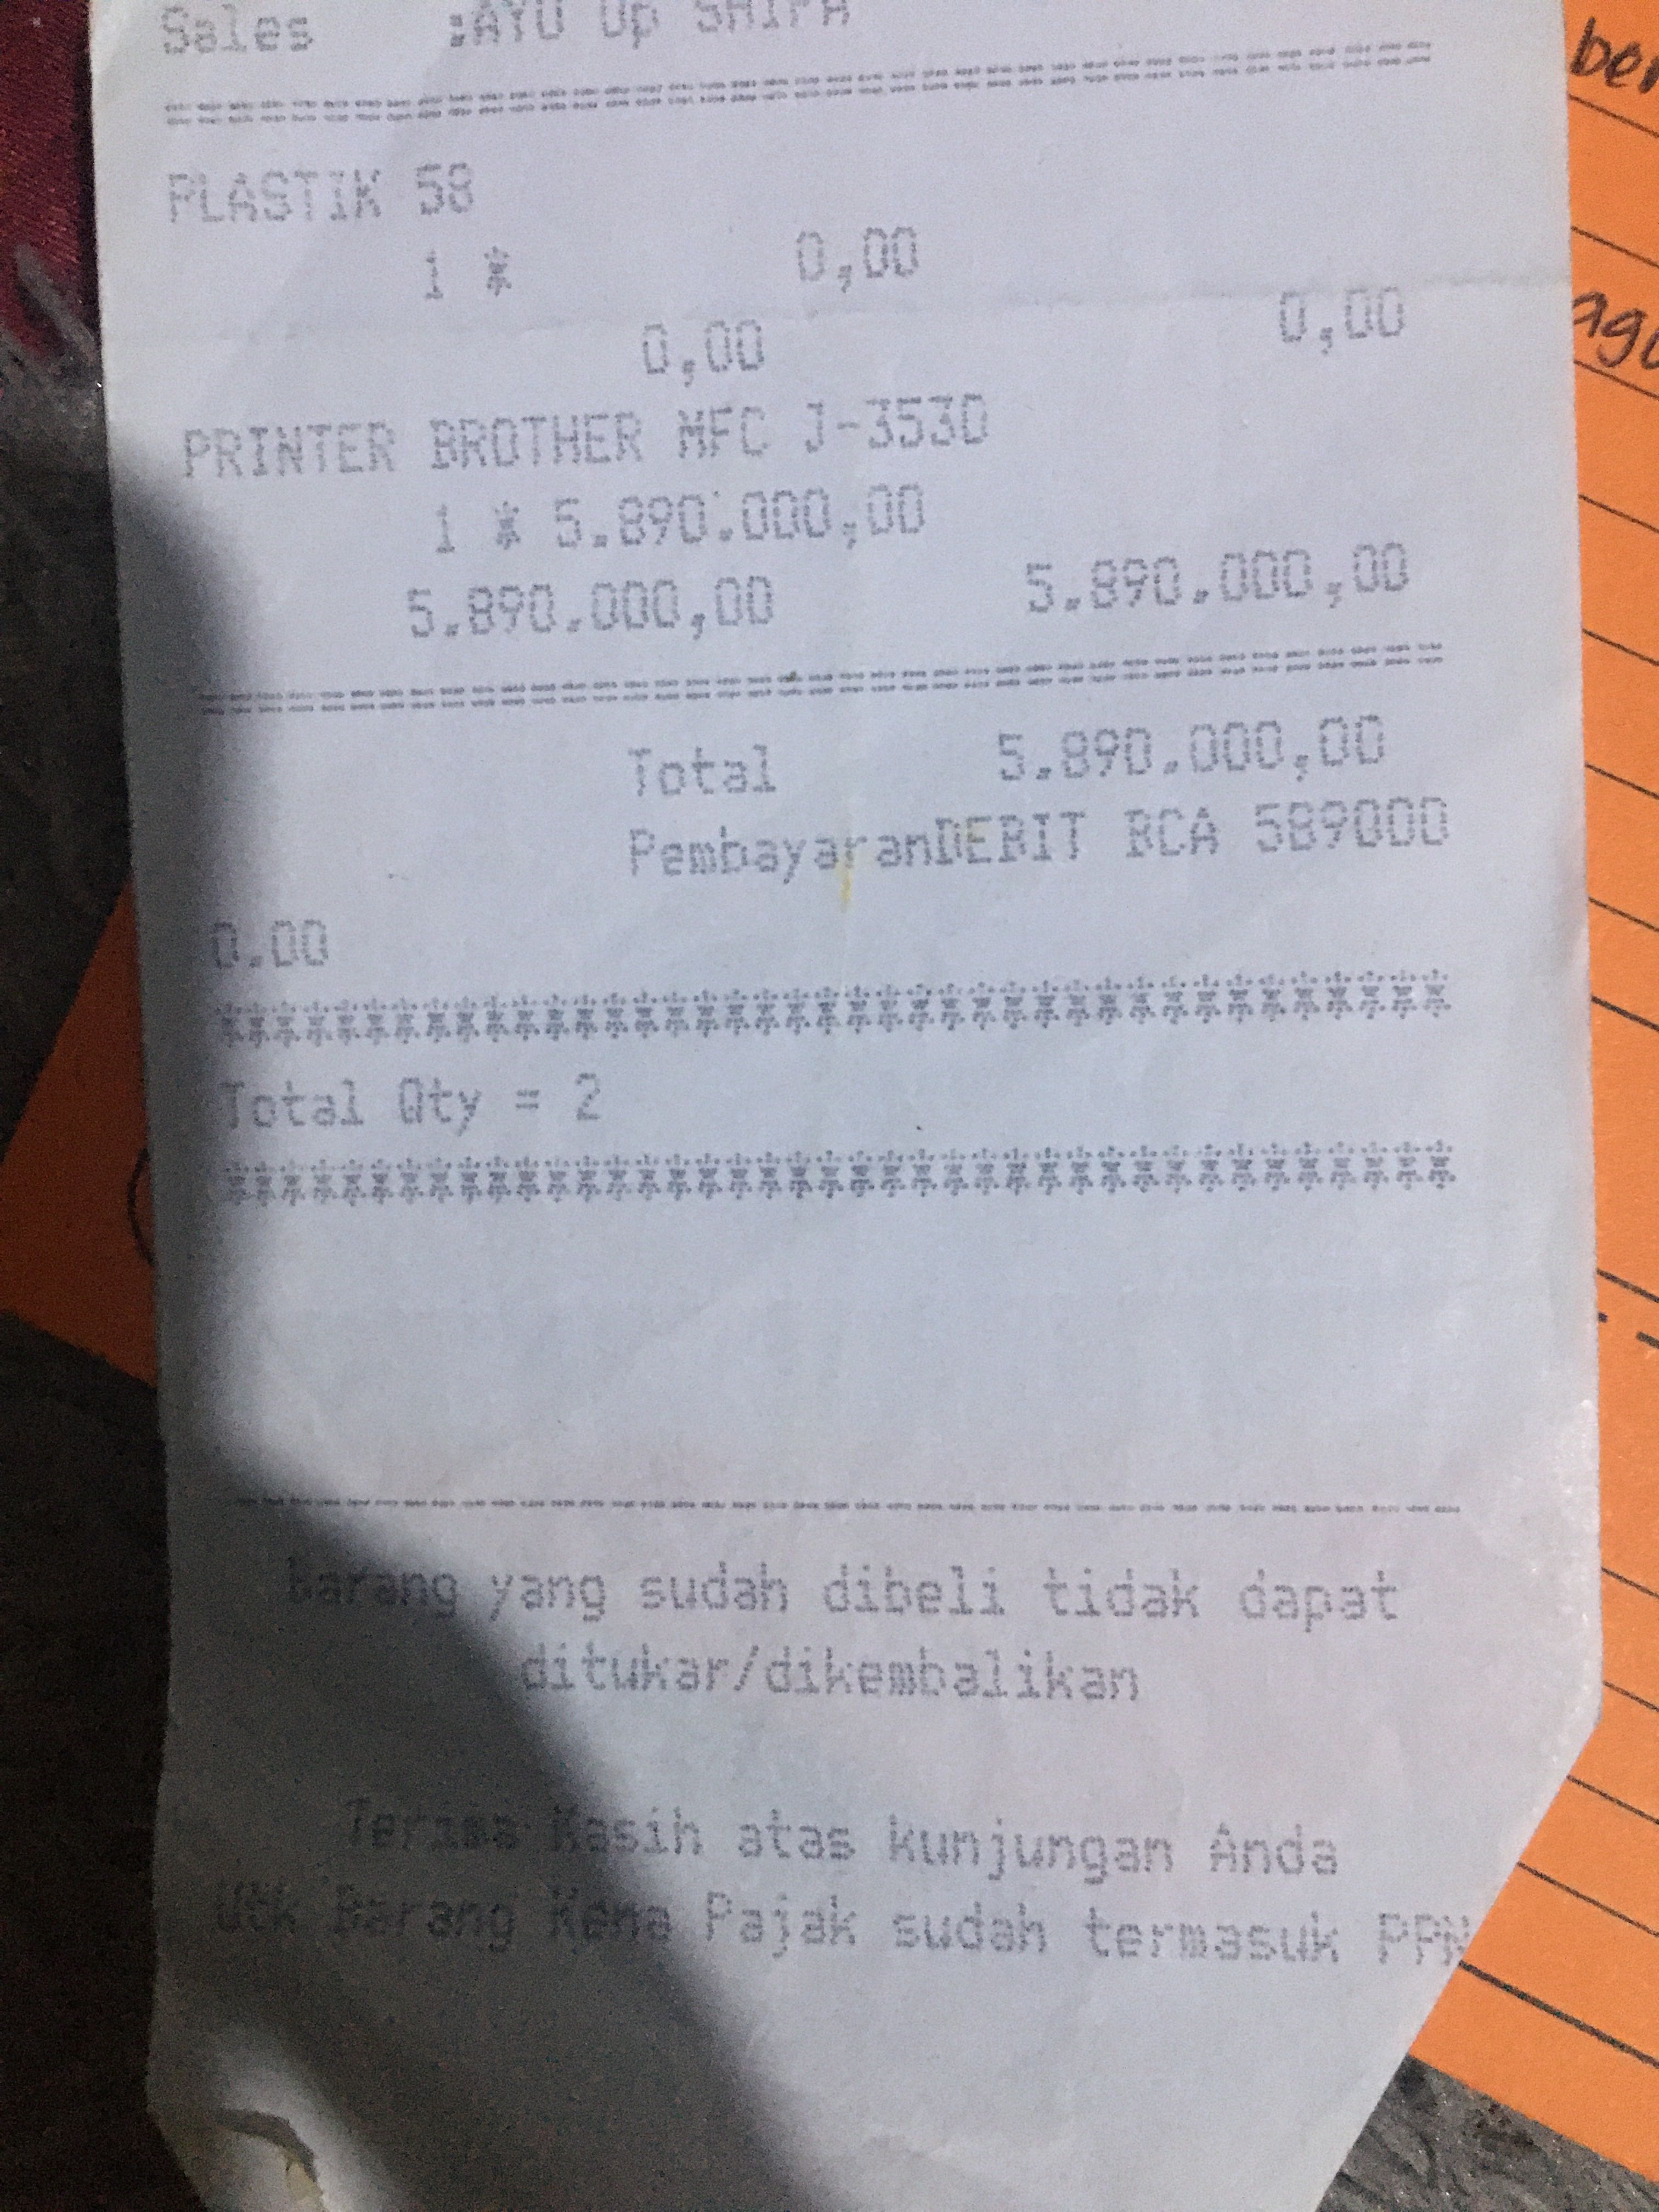 Sales :AYU Up SHIFA
PLASTIK 58
1 * 0,00
0,00 0,00
PRINTER BROTHER MFC J-3530
1 * 5.890.000,00
5.890.000,00 5.890.000,00
Total 5.890.000,00
PembayaranDEBIT BCA 589000
0.00
****************************************
Total Qty = 2
****************************************
barang yang sudah dibeli tidak dapat
ditukar/dikembalikan
Terima Kasih atas kunjungan Anda
Utk Barang Kena Pajak sudah termasuk PPN